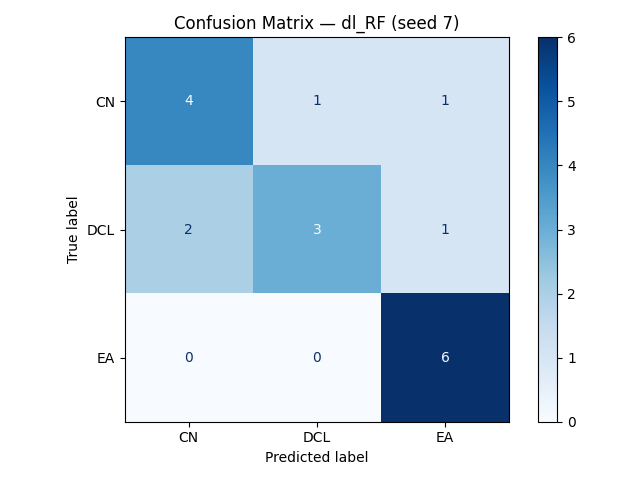 Confusion Matrix — dl_RF (seed 7)
True label
CN 4 1 1
DCL 2 3 1
EA 0 0 6
CN DCL EA
Predicted label
6
5
4
3
2
1
0